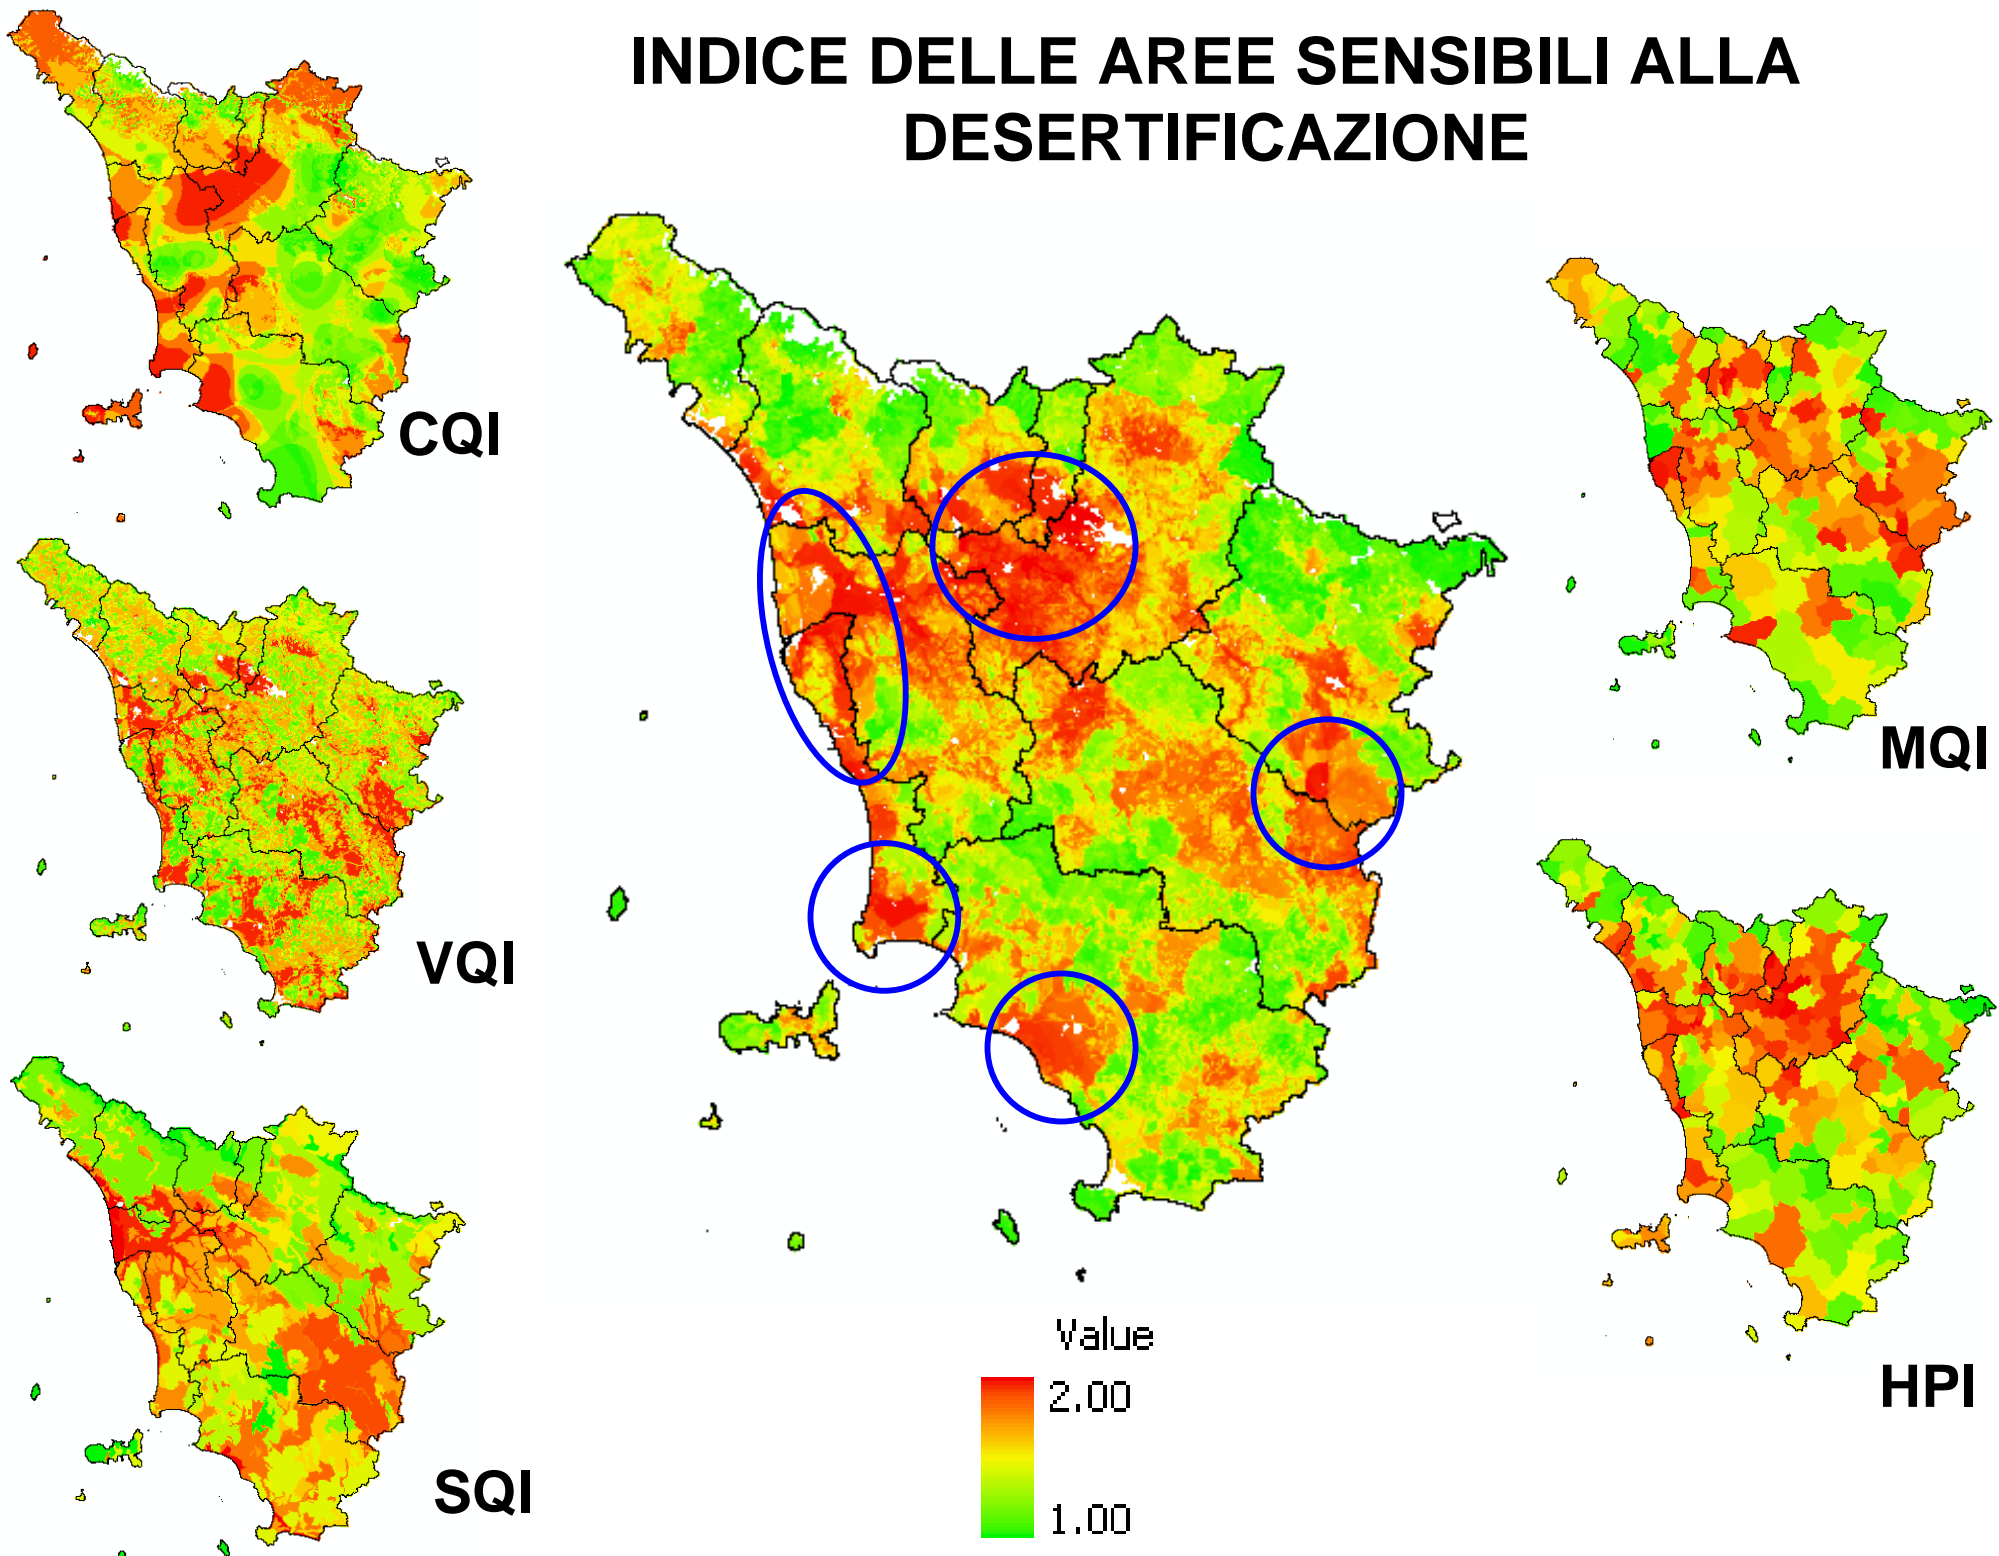 INDICE DELLE AREE SENSIBILI ALLA
DESERTIFICAZIONE
CQI
MQI
VQI
Value
2.00
HPI
SQI
1.00